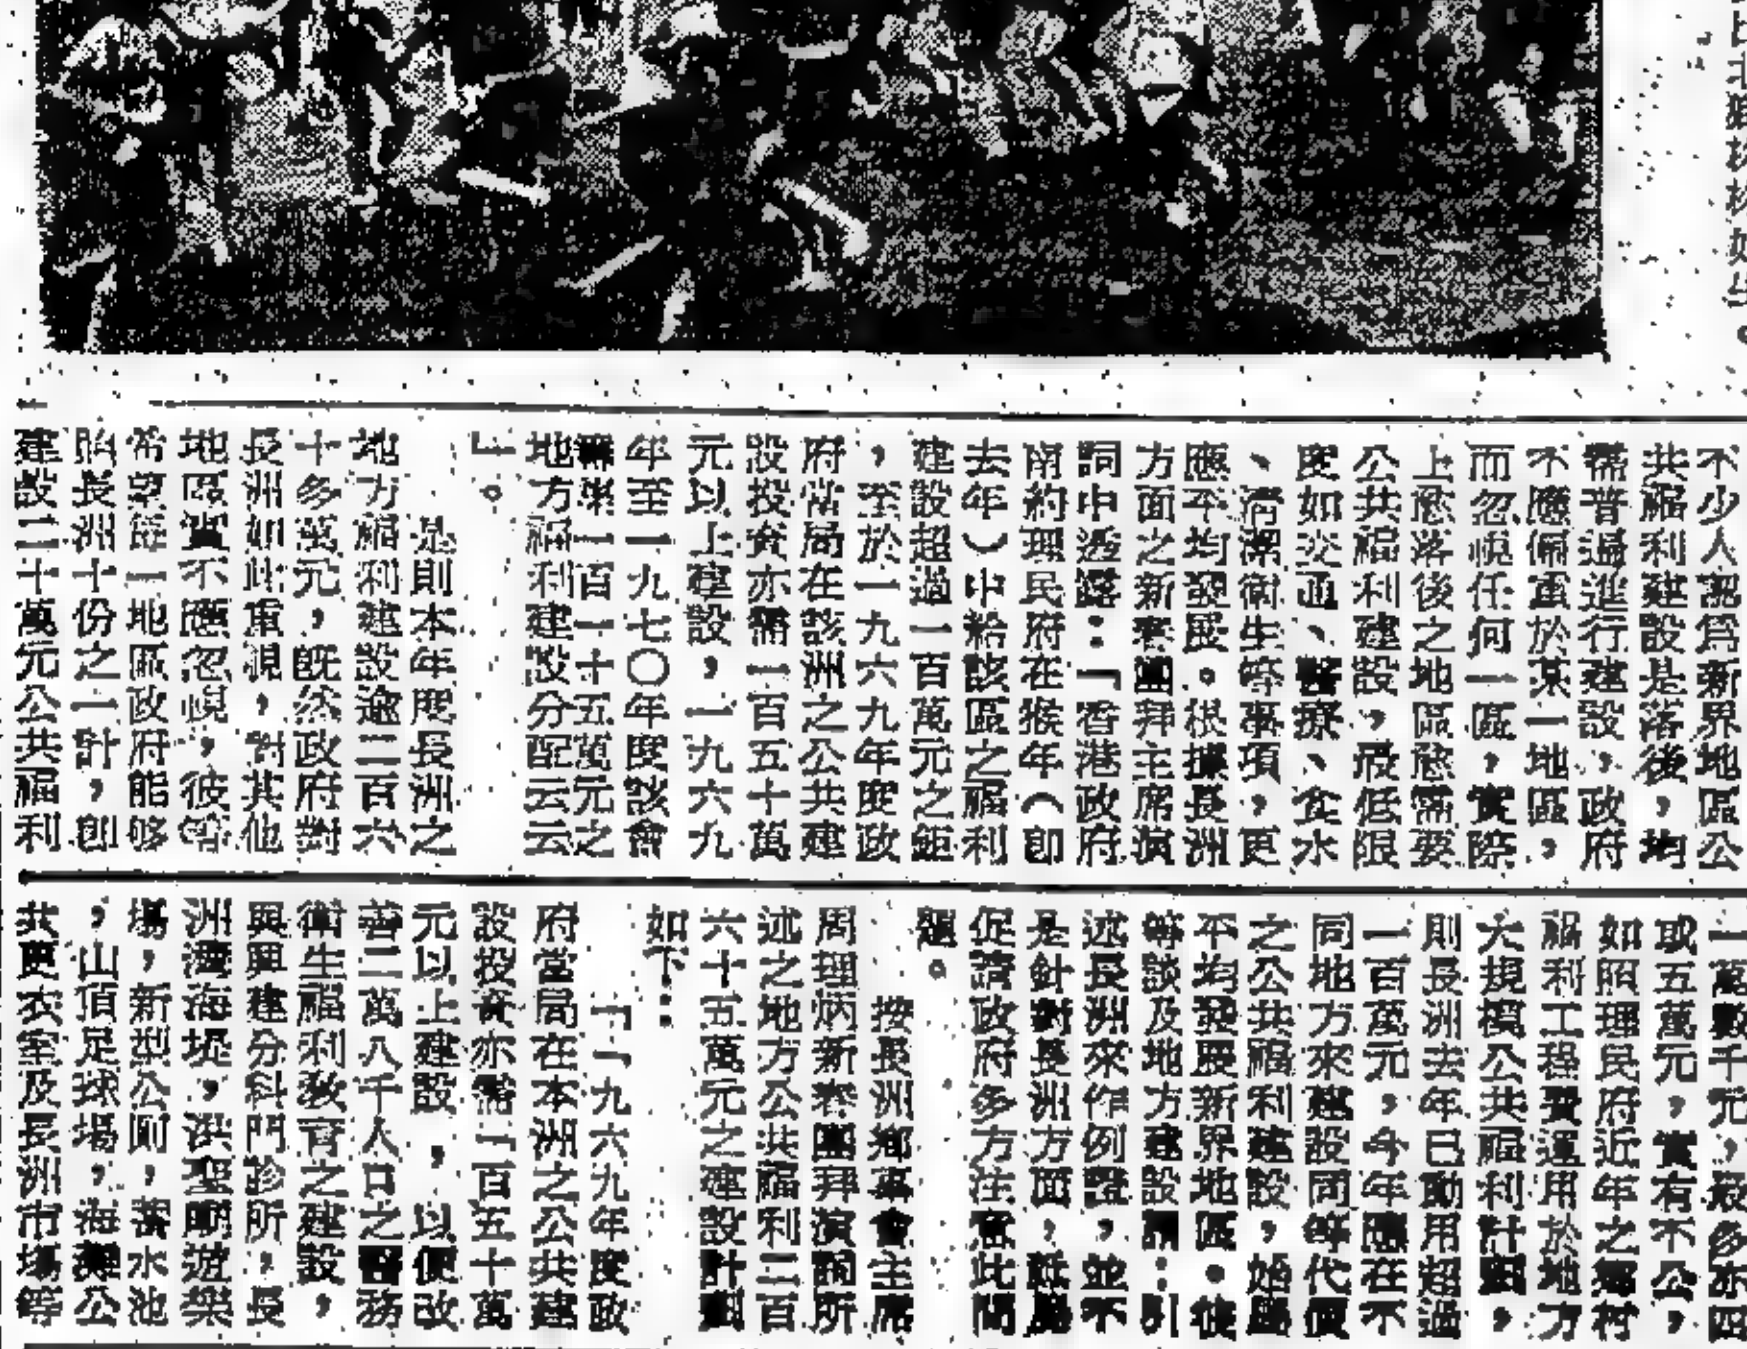 不少人認爲新界地區公
共福利建設是落後，均
需普遍進行建設，政府
不應偏重於某一地區，
而忽視任何一區，實際
上愈落後之地區愈需要
公共福利建設，最低限
度如交通、醫療、食水
、清潔衛生等事項，更
應平均發展。根據長洲
方面之新春團拜主席演
詞中透露：「香港政府
南約理民府在猴年（卽
去年）中給該區之福利
建設超過一百萬元之鉅
，至於一九六九年度政
府當局在該洲之公共建
設投資亦需一百五十萬
元以上建設，一九六九
年至一九七〇年度該會
一百一十五萬元之
地方福利建設分配云云
」。
是則本年度長洲之
地方福利建設逾二百六
十多萬元，旣然政府對
長洲如此重視，對其他
地區實不應忽視，彼等
希望每一地區政府能够
貽長洲十份之一計，創
建設二十萬元公共福利
一萬數千元，最多亦四
或五萬元，實有不公，
如照理民府近年之鄉村
福利工程費運用於地方
大規模公共福利計劃，
則長洲去年已動用超過
一百萬元，今年應在不
同地方來建設同等代價
之公共福利建設，始爲
平均發展新界地區。彼
等談及地方建設謂：引
述長洲來作例證，並不
是針對長洲方面，祗爲
促請政府多方注意此問
題。
按長洲鄉事會主席
周理炳新春團拜演詞所
述之地方公共福利二百
六十五萬元之建設計劃
如下：
「一九六九年度政
府當局在本洲之公共建
設投資亦需一百五十萬
元以上建設，以便改
善二萬八千人口之醫務
衛生福利教育之建設，
興建分科門診所，長
洲灣海堤，洪聖廟遊樂
場，新型公厠，蓄水池
，山頂足球場，海灘公
共更衣室及長洲市場等